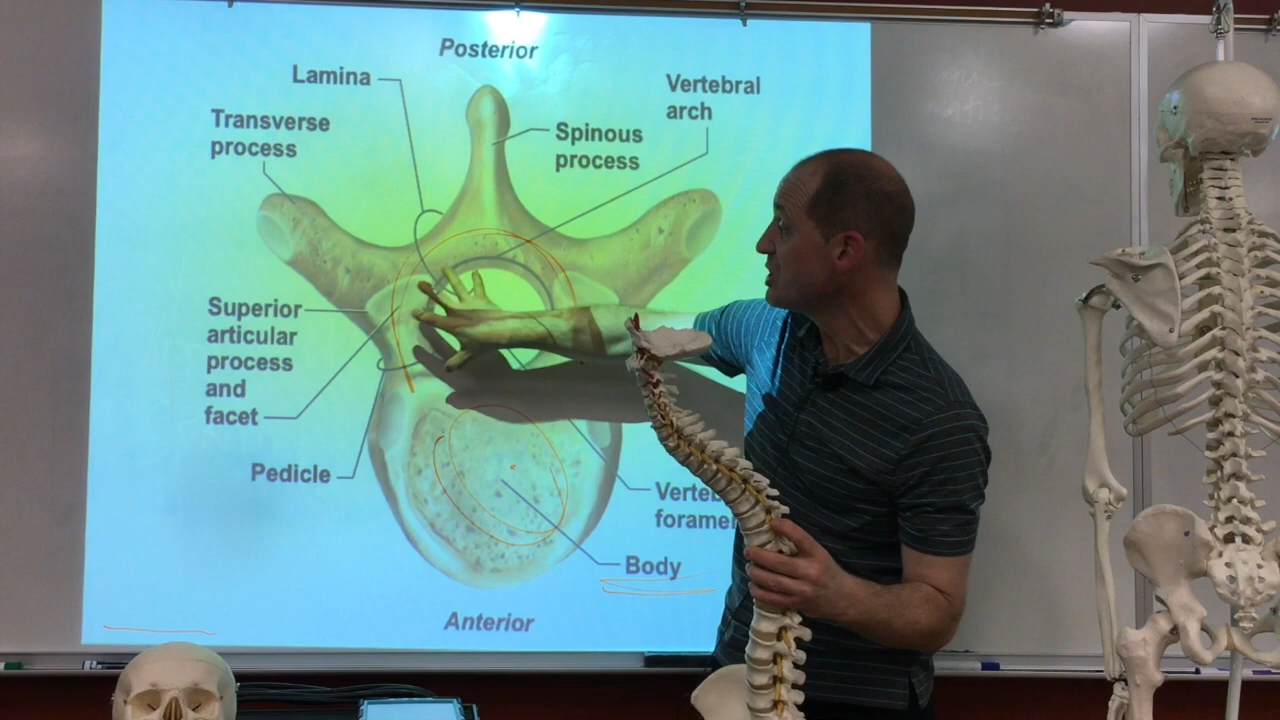 Posterior
Lamina
Vertebral
arch
Transverse
process
Spinous
process
Superior
articular
process
and
facet
Pedicle
Body
Anterior